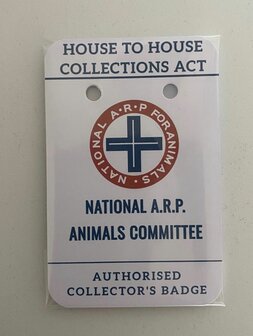 HOUSE TO HOUSE
COLLECTIONS ACT
NATIONAL A·R·P FOR ANIMALS·
NATIONAL A.R.P.
ANIMALS COMMITTEE
AUTHORISED
COLLECTOR'S BADGE